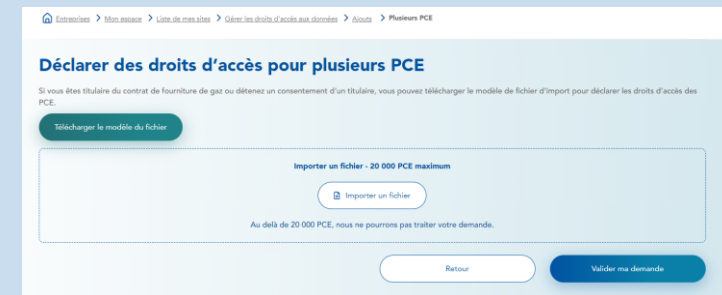 Entreprises > Mon espace > Liste de mes sites > Gérer les droits d'accès aux données > Ajouts > Plusieurs PCE
Déclarer des droits d'accès pour plusieurs PCE
Si vous êtes titulaire du contrat de fourniture de gaz ou détenez un consentement d'un titulaire, vous pouvez télécharger le modèle de fichier d'import pour déclarer les droits d'accès des
PCE.
Télécharger le modèle du fichier
Importer un fichier - 20 000 PCE maximum
Importer un fichier
Au delà de 20 000 PCE, nous ne pourrons pas traiter votre demande.
Retour
Valider ma demande